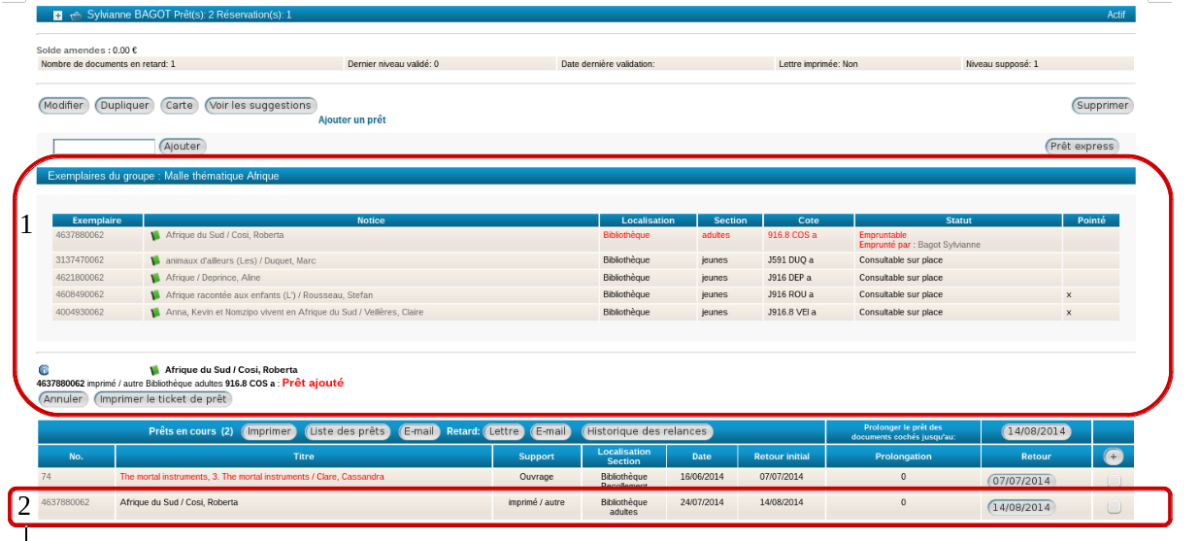 Sylvianne BAGOT Prêt(s): 2 Réservation(s): 1 Actif
Solde amendes : 0.00 €
Nombre de documents en retard: 1 Dernier niveau validé: 0 Date dernière validation: Lettre imprimée: Non Niveau supposé: 1
Modifier Dupliquer Carte Voir les suggestions Supprimer
Ajouter un prêt
Ajouter Prêt express
Exemplaires du groupe : Malle thématique Afrique
1
Exemplaire Notice Localisation Section Cote Statut Pointé
4637880062 Afrique du Sud / Cosi, Roberta Bibliothèque adultes 916.8 COS a Empruntable
Emprunté par : Bagot Sylvianne
3137470062 animaux d'ailleurs (Les) / Duquet, Marc Bibliothèque jeunes J591 DUQ a Consultable sur place
4621800062 Afrique / Deprince, Aline Bibliothèque jeunes J916 DEP a Consultable sur place
4608490062 Afrique racontée aux enfants (L') / Rousseau, Stefan Bibliothèque jeunes J916 ROU a Consultable sur place x
4004930062 Anna, Kevin et Nomzipo vivent en Afrique du Sud / Veillères, Claire Bibliothèque jeunes J916.8 VEI a Consultable sur place x
Afrique du Sud / Cosi, Roberta
4637880062 imprimé / autre Bibliothèque adultes 916.8 COS a : Prêt ajouté
Annuler Imprimer le ticket de prêt
Prêts en cours (2) Imprimer Liste des prêts E-mail Retard: Lettre E-mail Historique des relances Prolonger le prêt des
documents cochés jusqu'au: 14/08/2014
No. Titre Support Localisation
Section Date Retour initial Prolongation Retour +
74 The mortal instruments, 3. The mortal instruments / Clare, Cassandra Ouvrage Bibliothèque
Recollement 16/06/2014 07/07/2014 0 07/07/2014
2
4637880062 Afrique du Sud / Cosi, Roberta imprimé / autre Bibliothèque
adultes 24/07/2014 14/08/2014 0 14/08/2014